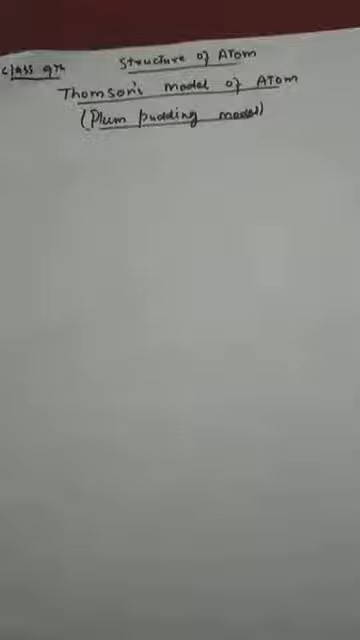 Class 9th
Structure of Atom
Thomson's model of Atom
(Plum pudding model)